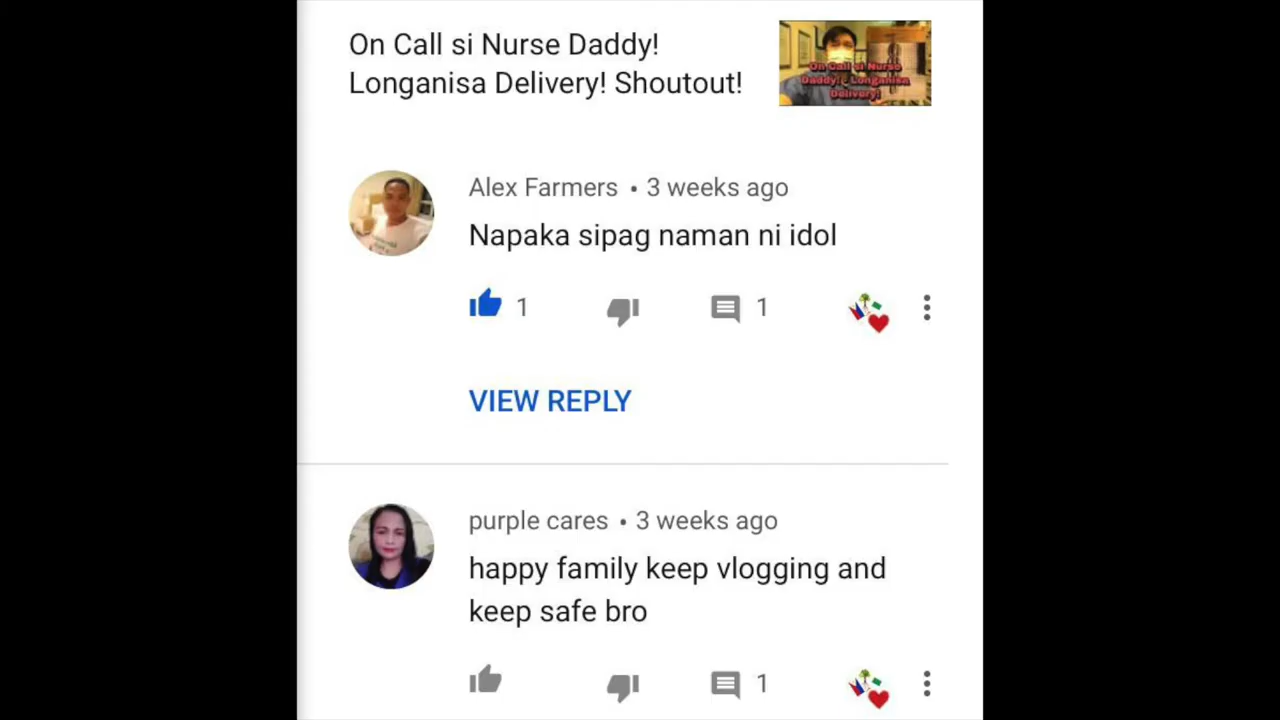 On Call si Nurse Daddy!
Longanisa Delivery! Shoutout!
On Call si Nurse
Daddy! - Longanisa
Delivery!
Alex Farmers • 3 weeks ago
Napaka sipag naman ni idol
1
1
VIEW REPLY
purple cares • 3 weeks ago
happy family keep vlogging and
keep safe bro
1